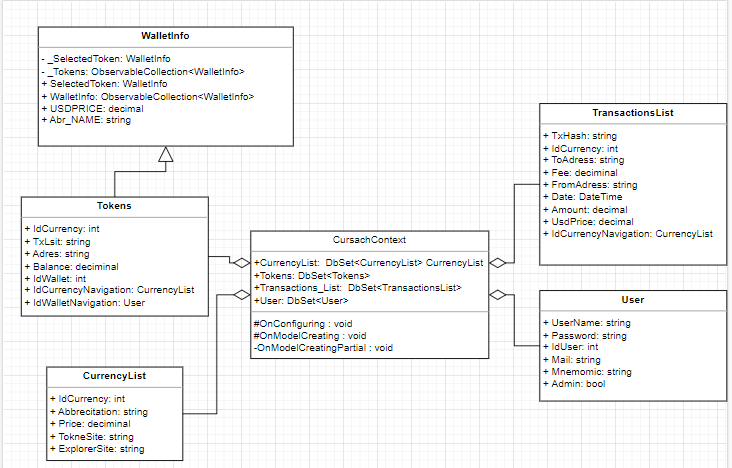 WalletInfo
- _SelectedToken: WalletInfo
- _Tokens: ObservableCollection<WalletInfo>
+ SelectedToken: WalletInfo
+ WalletInfo: ObservableCollection<WalletInfo>
+ USDPRICE: decimal
+ Abr_NAME: string
TransactionsList
+ TxHash: string
+ IdCurrency: int
+ ToAdress: string
+ Fee: deciminal
+ FromAdress: string
+ Date: DateTime
+ Amount: decimal
+ UsdPrice: decimal
+ IdCurrencyNavigation: CurrencyList
Tokens
+ IdCurrency: int
+ TxLsit: string
+ Adres: string
+ Balance: deciminal
+ IdWallet: int
+ IdCurrencyNavigation: CurrencyList
+ IdWalletNavigation: User
CursachContext
+CurrencyList: DbSet<CurrencyList> CurrencyList
+Tokens: DbSet<Tokens>
+Transactions_List: DbSet<TransactionsList>
+User: DbSet<User>
#OnConfiguring : void
#OnModelCreating : void
-OnModelCreatingPartial : void
User
+ UserName: string
+ Password: string
+ IdUser: int
+ Mail: string
+ Mnemomic: string
+ Admin: bool
CurrencyList
+ IdCurrency: int
+ Abbrecitation: string
+ Price: deciminal
+ TokneSite: string
+ ExplorerSite: string